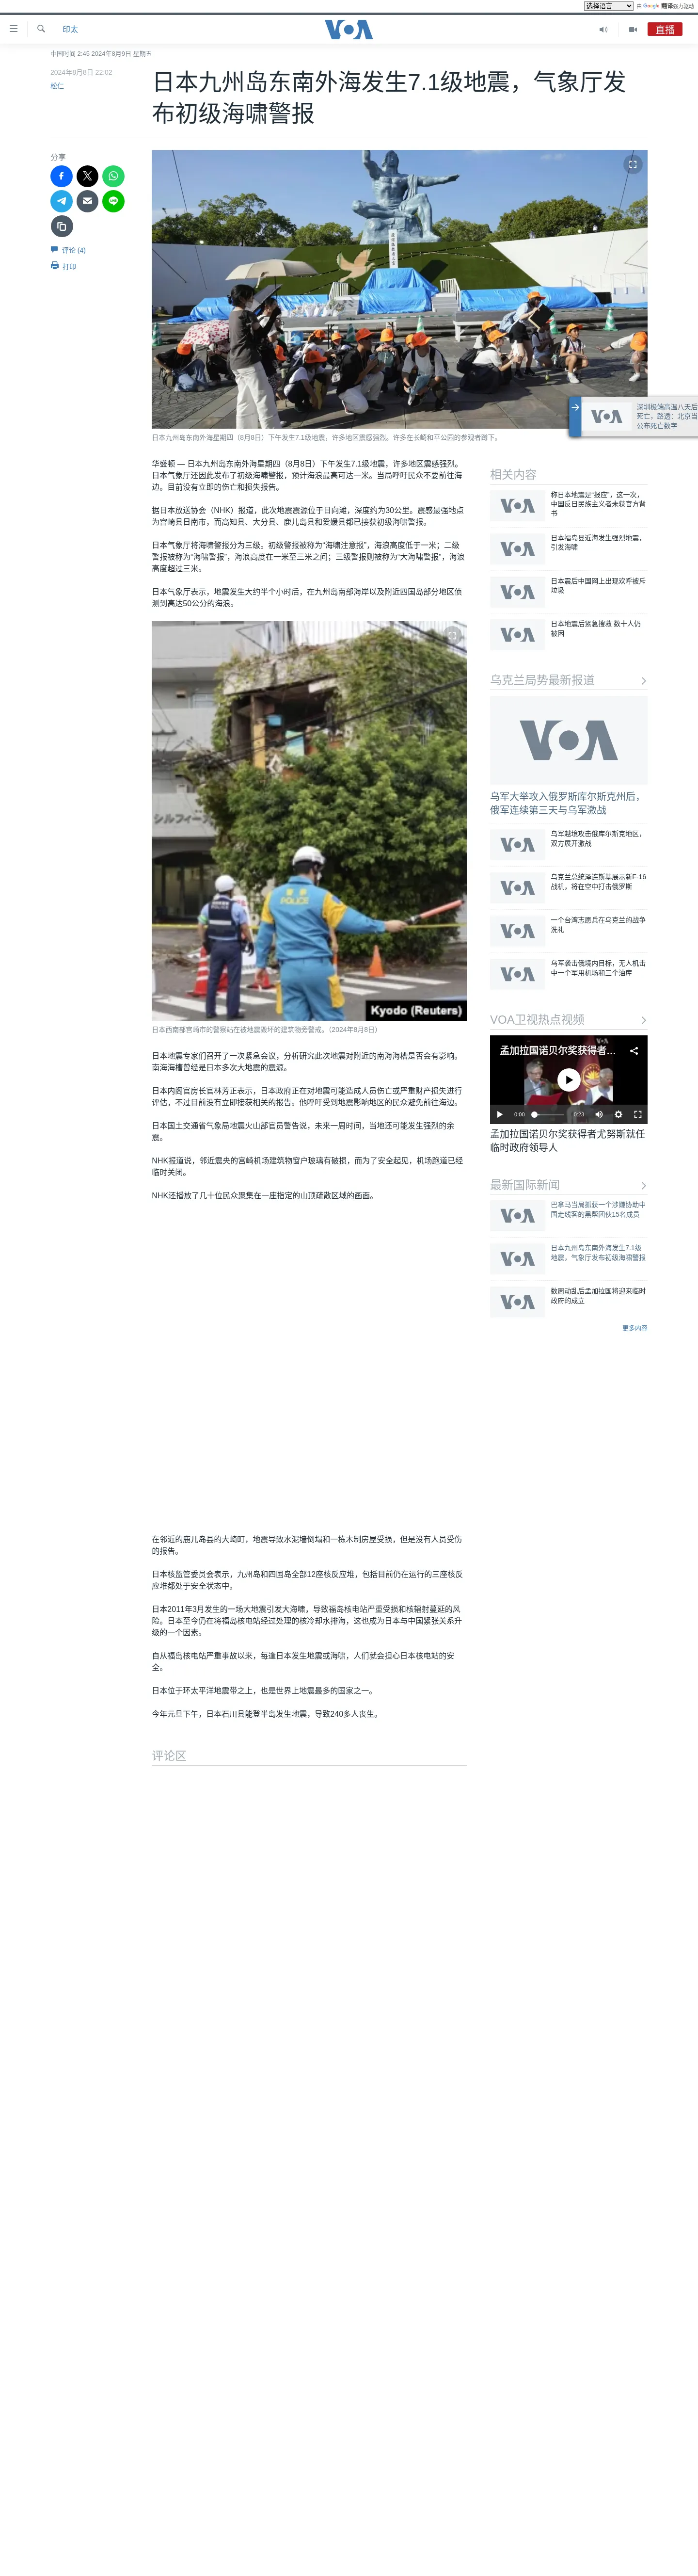 选择语言 由 Google 翻译强力驱动
印太
VOA
直播
中国时间 2:45 2024年8月9日 星期五
2024年8月8日 22:02
松仁
日本九州岛东南外海发生7.1级地震，气象厅发
布初级海啸警报
分享
评论 (4)
打印
日本九州岛东南外海星期四（8月8日）下午发生7.1级地震，许多地区震感强烈。许多在长崎和平公园的参观者蹲下。
深圳极端高温八天后
死亡，路透：北京当
公布死亡数字
VOA
华盛顿 — 日本九州岛东南外海星期四（8月8日）下午发生7.1级地震，许多地区震感强烈。
日本气象厅还因此发布了初级海啸警报，预计海浪最高可达一米。当局呼吁民众不要前往海
边。目前没有立即的伤亡和损失报告。
据日本放送协会（NHK）报道，此次地震震源位于日向滩，深度约为30公里。震感最强地点
为宫崎县日南市，而高知县、大分县、鹿儿岛县和爱媛县都已接获初级海啸警报。
日本气象厅将海啸警报分为三级。初级警报被称为“海啸注意报”，海浪高度低于一米；二级
警报被称为“海啸警报”，海浪高度在一米至三米之间；三级警报则被称为“大海啸警报”，海浪
高度超过三米。
日本气象厅表示，地震发生大约半个小时后，在九州岛南部海岸以及附近四国岛部分地区侦
测到高达50公分的海浪。
Kyodo (Reuters)
日本西南部宫崎市的警察站在被地震毁坏的建筑物旁警戒。（2024年8月8日）
日本地震专家们召开了一次紧急会议，分析研究此次地震对附近的南海海槽是否会有影响。
南海海槽曾经是日本多次大地震的震源。
日本内阁官房长官林芳正表示，日本政府正在对地震可能造成人员伤亡或严重财产损失进行
评估，不过目前没有立即接获相关的报告。他呼吁受到地震影响地区的民众避免前往海边。
日本国土交通省气象局地震火山部官员警告说，未来一周时间，当地还可能发生强烈的余
震。
NHK报道说，邻近震央的宫崎机场建筑物窗户玻璃有破损，而为了安全起见，机场跑道已经
临时关闭。
NHK还播放了几十位民众聚集在一座指定的山顶疏散区域的画面。
在邻近的鹿儿岛县的大崎町，地震导致水泥墙倒塌和一栋木制房屋受损，但是没有人员受伤
的报告。
日本核监管委员会表示，九州岛和四国岛全部12座核反应堆，包括目前仍在运行的三座核反
应堆都处于安全状态中。
日本2011年3月发生的一场大地震引发大海啸，导致福岛核电站严重受损和核辐射蔓延的风
险。日本至今仍在将福岛核电站经过处理的核冷却水排海，这也成为日本与中国紧张关系升
级的一个因素。
自从福岛核电站严重事故以来，每逢日本发生地震或海啸，人们就会担心日本核电站的安
全。
日本位于环太平洋地震带之上，也是世界上地震最多的国家之一。
今年元旦下午，日本石川县能登半岛发生地震，导致240多人丧生。
评论区
相关内容
称日本地震是“报应”，这一次，
中国反日民族主义者未获官方背
书
日本福岛县近海发生强烈地震，
引发海啸
日本震后中国网上出现欢呼被斥
垃圾
日本地震后紧急搜救 数十人仍
被困
乌克兰局势最新报道
VOA
乌军大举攻入俄罗斯库尔斯克州后，
俄军连续第三天与乌军激战
乌军越境攻击俄库尔斯克地区，
双方展开激战
乌克兰总统泽连斯基展示新F-16
战机，将在空中打击俄罗斯
一个台湾志愿兵在乌克兰的战争
洗礼
乌军袭击俄境内目标，无人机击
中一个军用机场和三个油库
VOA卫视热点视频
孟加拉国诺贝尔奖获得者...
0:00
0:23
孟加拉国诺贝尔奖获得者尤努斯就任
临时政府领导人
最新国际新闻
巴拿马当局抓获一个涉嫌协助中
国走线客的黑帮团伙15名成员
日本九州岛东南外海发生7.1级
地震，气象厅发布初级海啸警报
数周动乱后孟加拉国将迎来临时
政府的成立
更多内容